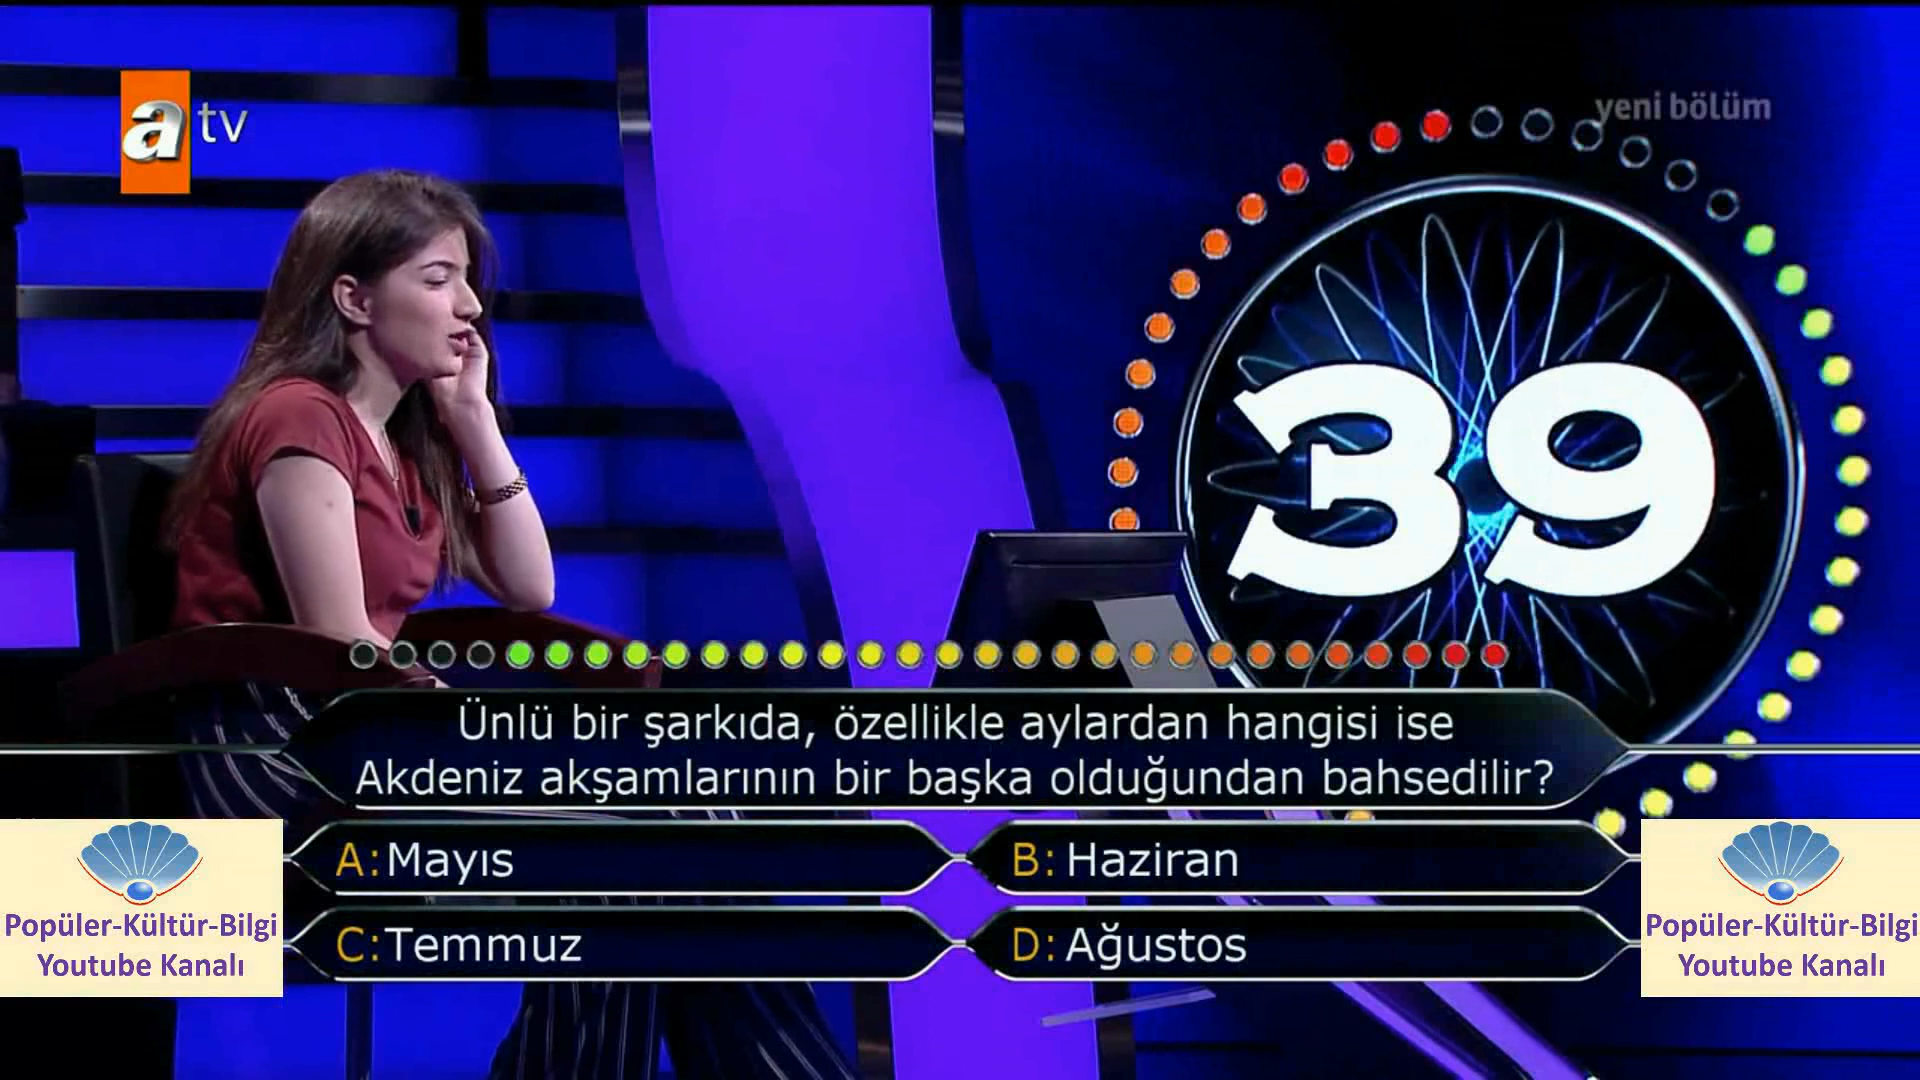 a tv
yeni bölüm
39
Ünlü bir şarkıda, özellikle aylardan hangisi ise
Akdeniz akşamlarının bir başka olduğundan bahsedilir?
A: Mayıs
B: Haziran
C: Temmuz
D: Ağustos
Popüler-Kültür-Bilgi
Youtube Kanalı
Popüler-Kültür-Bilgi
Youtube Kanalı